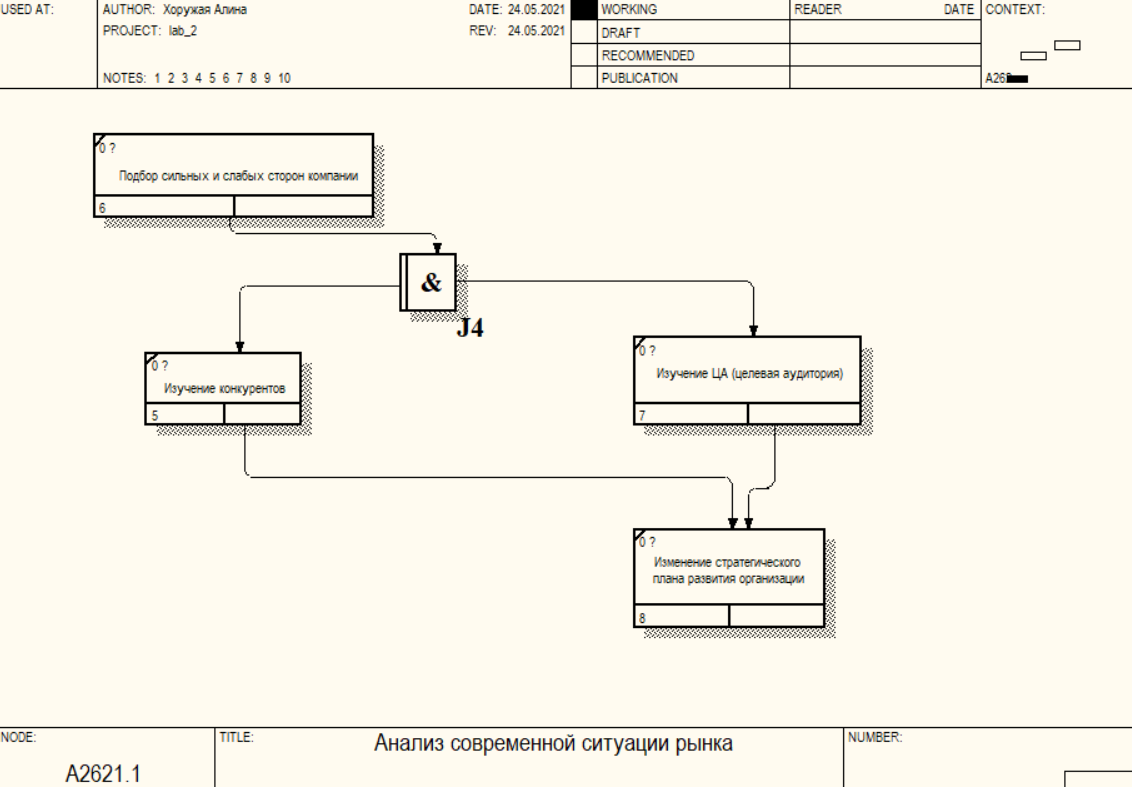 USED AT:
AUTHOR: Хоружая Алина
DATE: 24.05.2021
PROJECT: lab_2
REV: 24.05.2021
NOTES: 1 2 3 4 5 6 7 8 9 10
WORKING
DRAFT
RECOMMENDED
PUBLICATION
READER
DATE
CONTEXT:
0 ?
Подбор сильных и слабых сторон компании
6
&
J4
0 ?
Изучение конкурентов
5
0 ?
Изучение ЦА (целевая аудитория)
7
0 ?
Изменение стратегического
плана развития организации
8
NODE:
A2621.1
TITLE:
Анализ современной ситуации рынка
NUMBER: